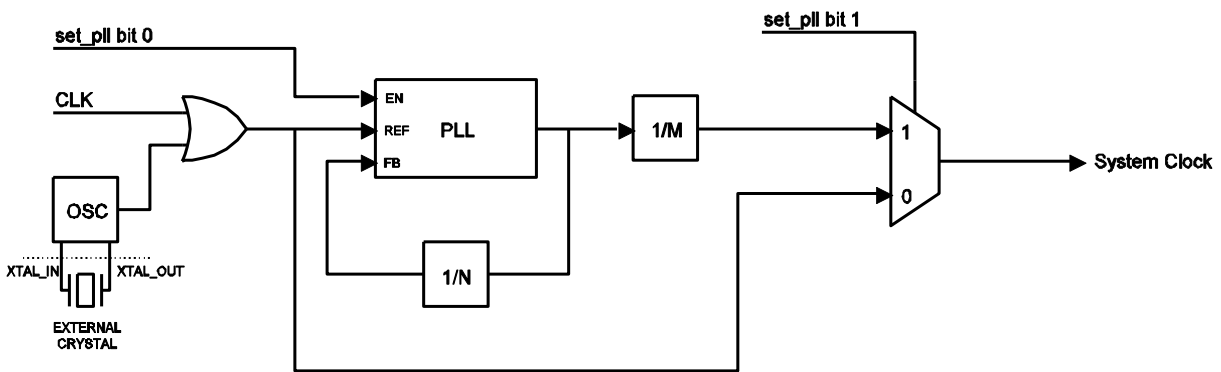 set_pll bit 0
set_pll bit 1
CLK
EN
REF
PLL
FB
1/M
1
0
System Clock
OSC
XTAL_IN
XTAL_OUT
1/N
EXTERNAL
CRYSTAL